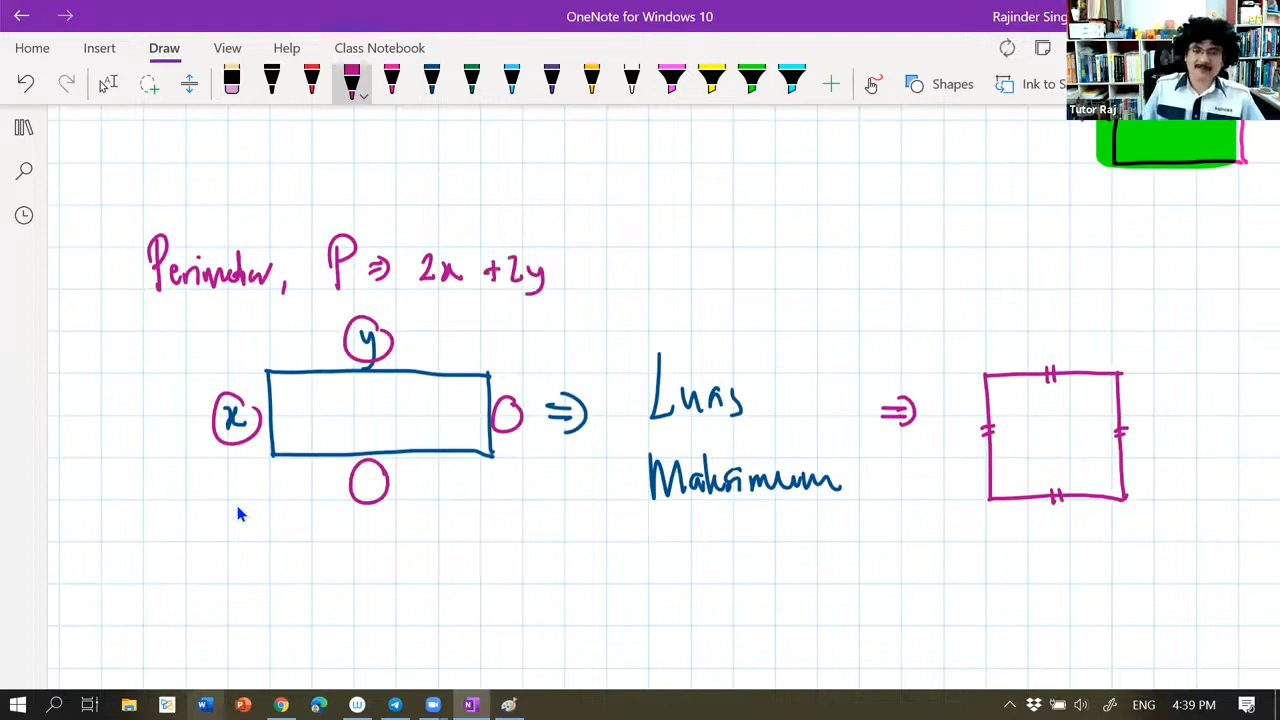 OneNote for Windows 10
Rajinder Sing
Home Insert Draw View Help Class Notebook
Shapes
Ink to S
Tutor Raj
Perimeter, P ⇒ 2x + 2y
y
x
⇒ Luas ⇒
Maksimum
ENG 4:39 PM